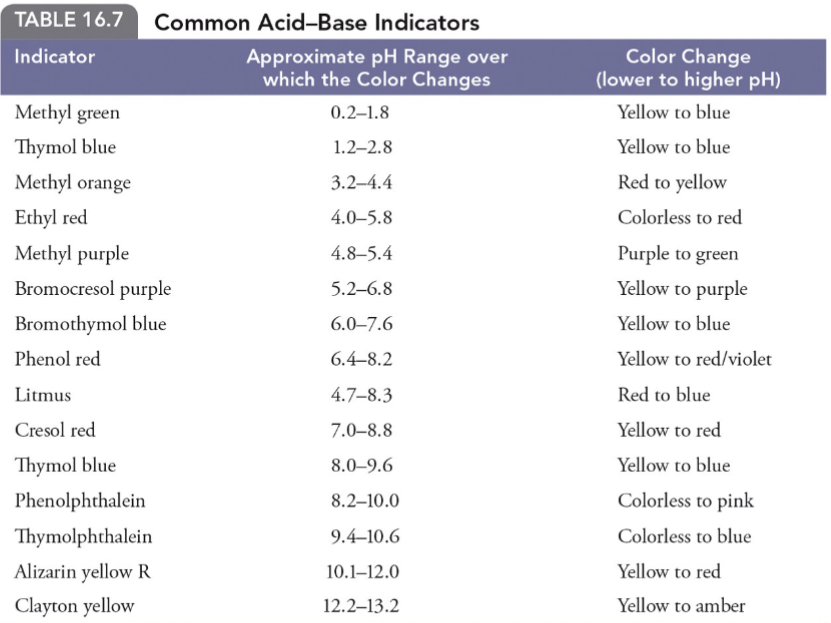 TABLE 16.7 Common Acid–Base Indicators
Indicator Approximate pH Range over which the Color Changes Color Change (lower to higher pH)
Methyl green 0.2–1.8 Yellow to blue
Thymol blue 1.2–2.8 Yellow to blue
Methyl orange 3.2–4.4 Red to yellow
Ethyl red 4.0–5.8 Colorless to red
Methyl purple 4.8–5.4 Purple to green
Bromocresol purple 5.2–6.8 Yellow to purple
Bromothymol blue 6.0–7.6 Yellow to blue
Phenol red 6.4–8.2 Yellow to red/violet
Litmus 4.7–8.3 Red to blue
Cresol red 7.0–8.8 Yellow to red
Thymol blue 8.0–9.6 Yellow to blue
Phenolphthalein 8.2–10.0 Colorless to pink
Thymolphthalein 9.4–10.6 Colorless to blue
Alizarin yellow R 10.1–12.0 Yellow to red
Clayton yellow 12.2–13.2 Yellow to amber